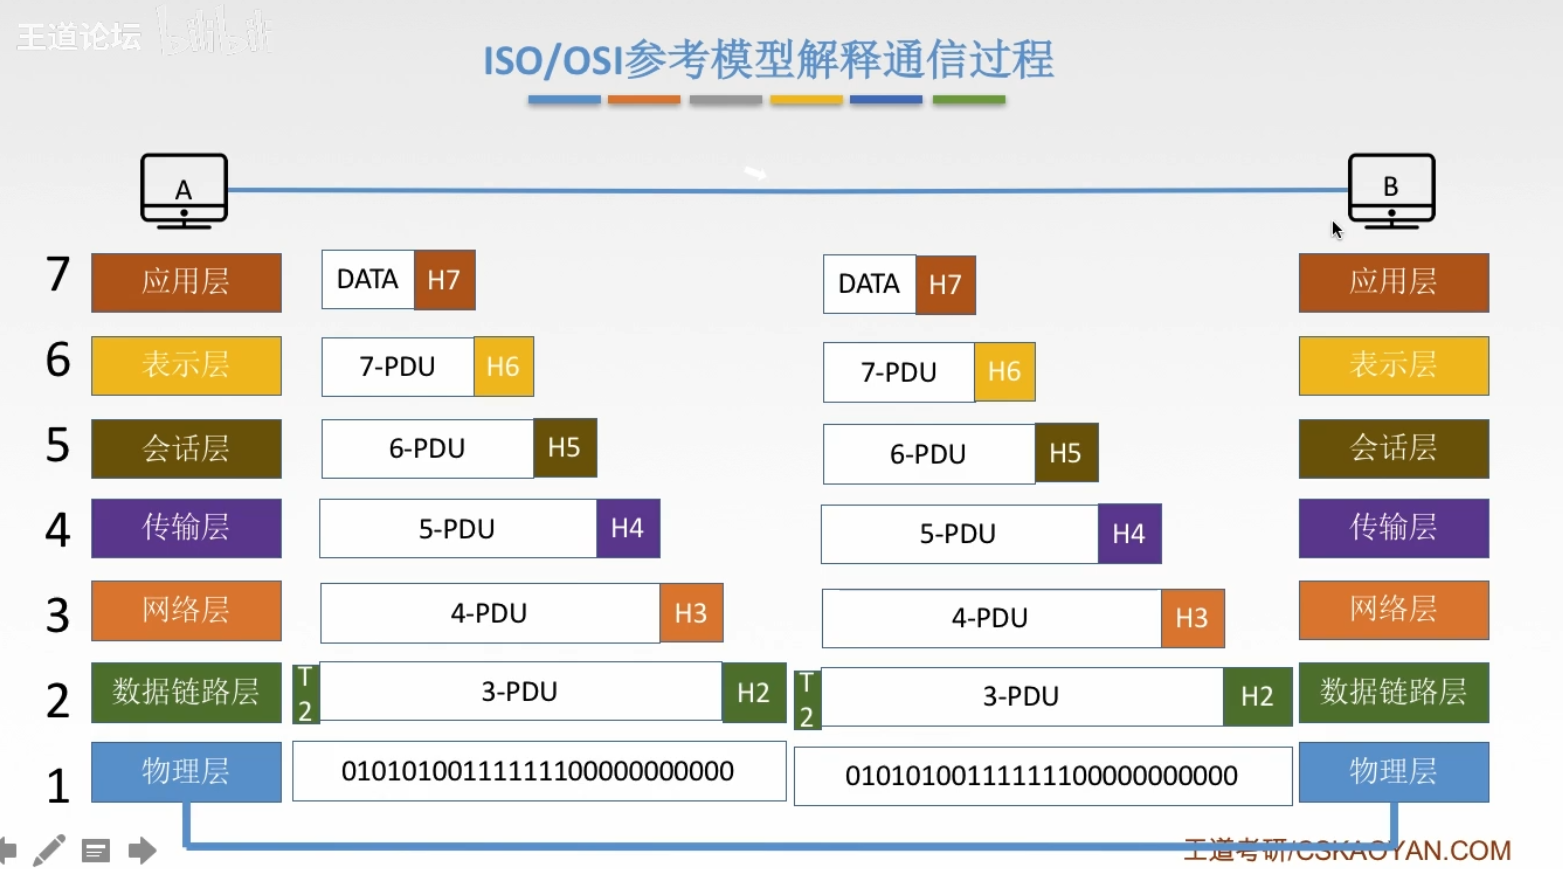 王道论坛 bilibili
ISO/OSI参考模型解释通信过程
A B
7 应用层 DATA H7 DATA H7 应用层
6 表示层 7-PDU H6 7-PDU H6 表示层
5 会话层 6-PDU H5 6-PDU H5 会话层
4 传输层 5-PDU H4 5-PDU H4 传输层
3 网络层 4-PDU H3 4-PDU H3 网络层
2 数据链路层 T2 3-PDU H2 T2 3-PDU H2 数据链路层
1 物理层 010101001111111100000000000 010101001111111100000000000 物理层
王道考研/CSKAOYAN.COM